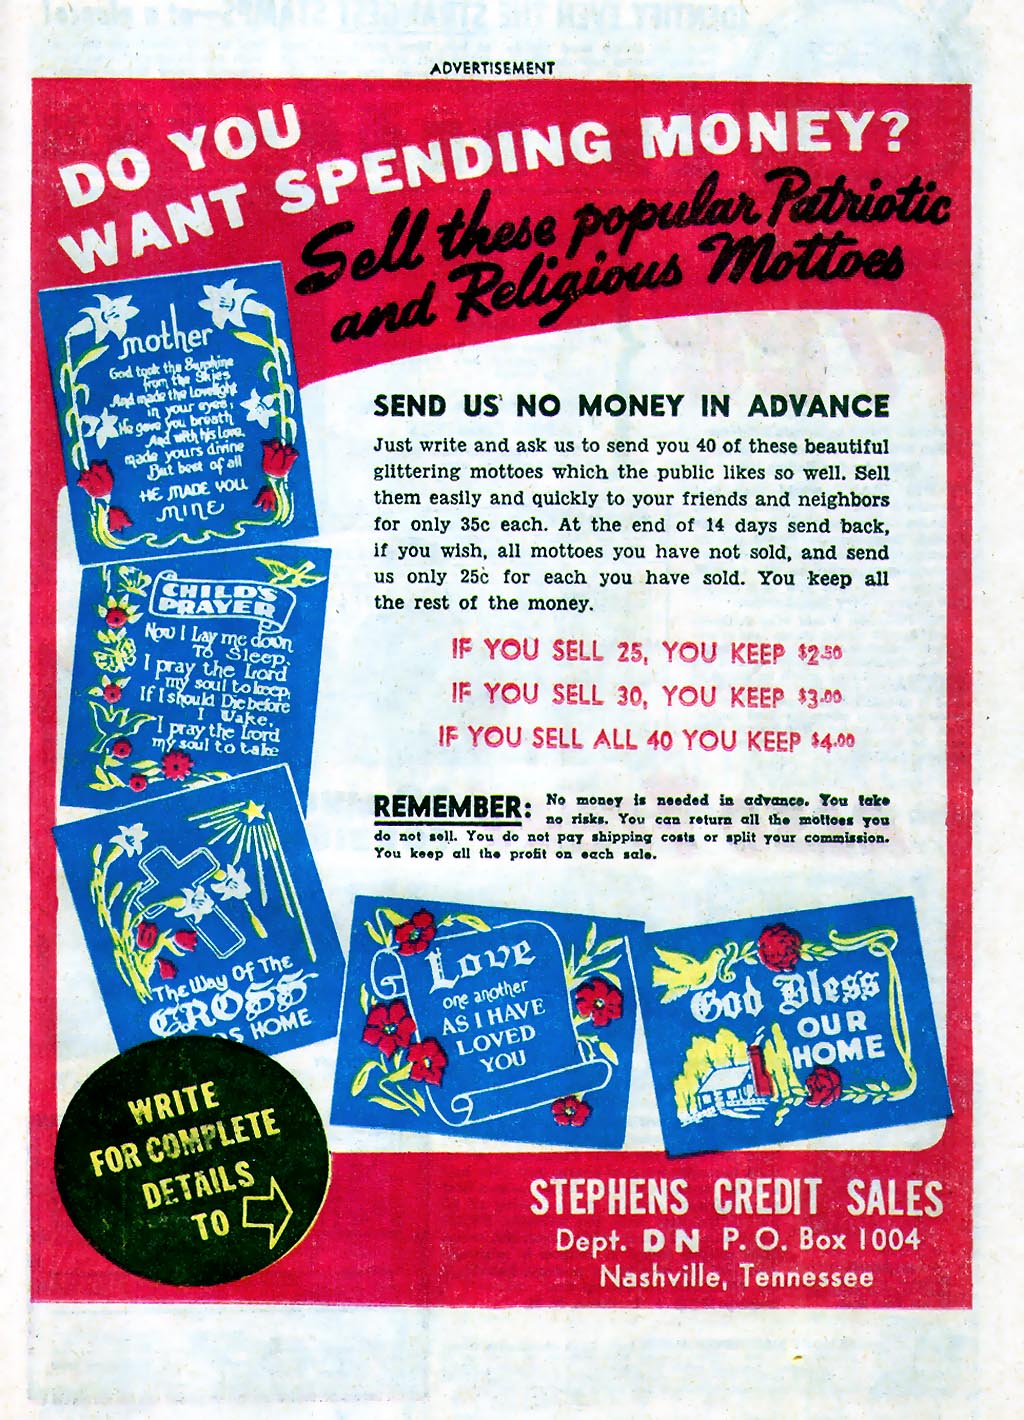 ADVERTISEMENT
DO YOU
WANT SPENDING MONEY?
Sell these popular Patriotic
and Religious Mottoes
mother
God took the Sunshine
from the Skies
And made the Lovelight
in your eyes,
He gave you breath
And with his Love
made yours divine
But best of all
HE MADE YOU
MINE
SEND US NO MONEY IN ADVANCE
Just write and ask us to send you 40 of these beautiful
glittering mottoes which the public likes so well. Sell
them easily and quickly to your friends and neighbors
for only 35c each. At the end of 14 days send back,
if you wish, all mottoes you have not sold, and send
us only 25c for each you have sold. You keep all
the rest of the money.
CHILD'S
PRAYER
Now I Lay me down
To Sleep,
I pray the Lord
my soul to keep,
If I should Die before
I Wake,
I pray the Lord
my soul to take
IF YOU SELL 25, YOU KEEP $2.50
IF YOU SELL 30, YOU KEEP $3.00
IF YOU SELL ALL 40 YOU KEEP $4.00
REMEMBER: No money is needed in advance. You take
no risks. You can return all the mottoes you
do not sell. You do not pay shipping costs or split your commission.
You keep all the profit on each sale.
The Way Of The
CROSS
HOME
Love
one another
AS I HAVE
LOVED
YOU
God Bless
OUR
HOME
WRITE
FOR COMPLETE
DETAILS
TO
STEPHENS CREDIT SALES
Dept. DN P. O. Box 1004
Nashville, Tennessee